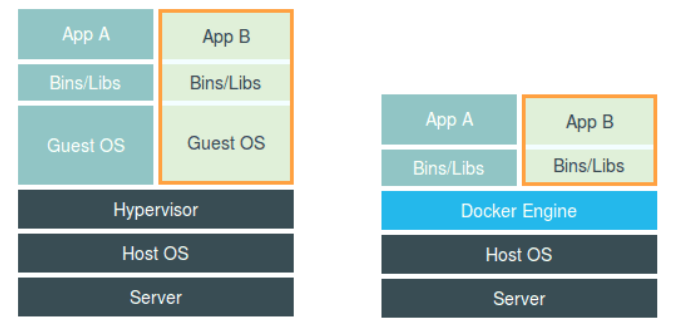 App A
App B
Bins/Libs
Bins/Libs
Guest OS
Guest OS
Hypervisor
Host OS
Server
App A
App B
Bins/Libs
Bins/Libs
Docker Engine
Host OS
Server